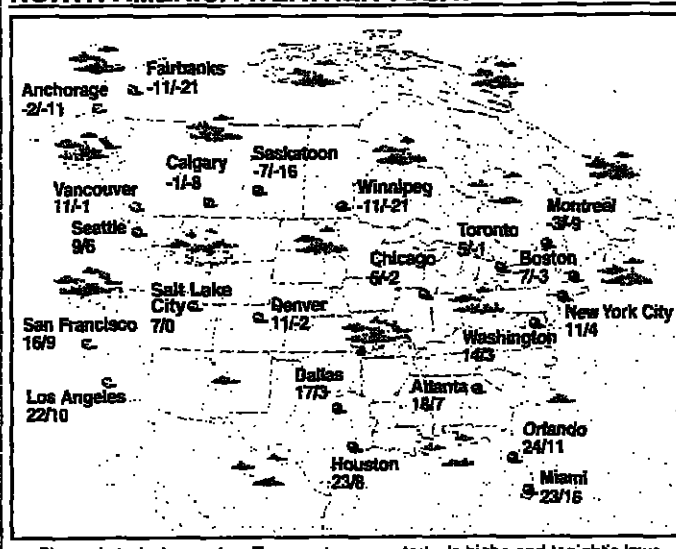 Fairbanks
-11/-21
Anchorage
-2/-11
Calgary
-1/-8
Saskatoon
-7/-16
Vancouver
11/-1
Winnipeg
-11/-21
Seattle
9/6
Montreal
-3/-9
Toronto
5/-1
Chicago
6/-2
Boston
7/-3
Salt Lake
City
7/0
Denver
11/-2
New York City
11/4
San Francisco
16/9
Washington
14/3
Los Angeles
22/10
Dallas
17/3
Atlanta
18/7
Orlando
24/11
Houston
23/8
Miami
23/16